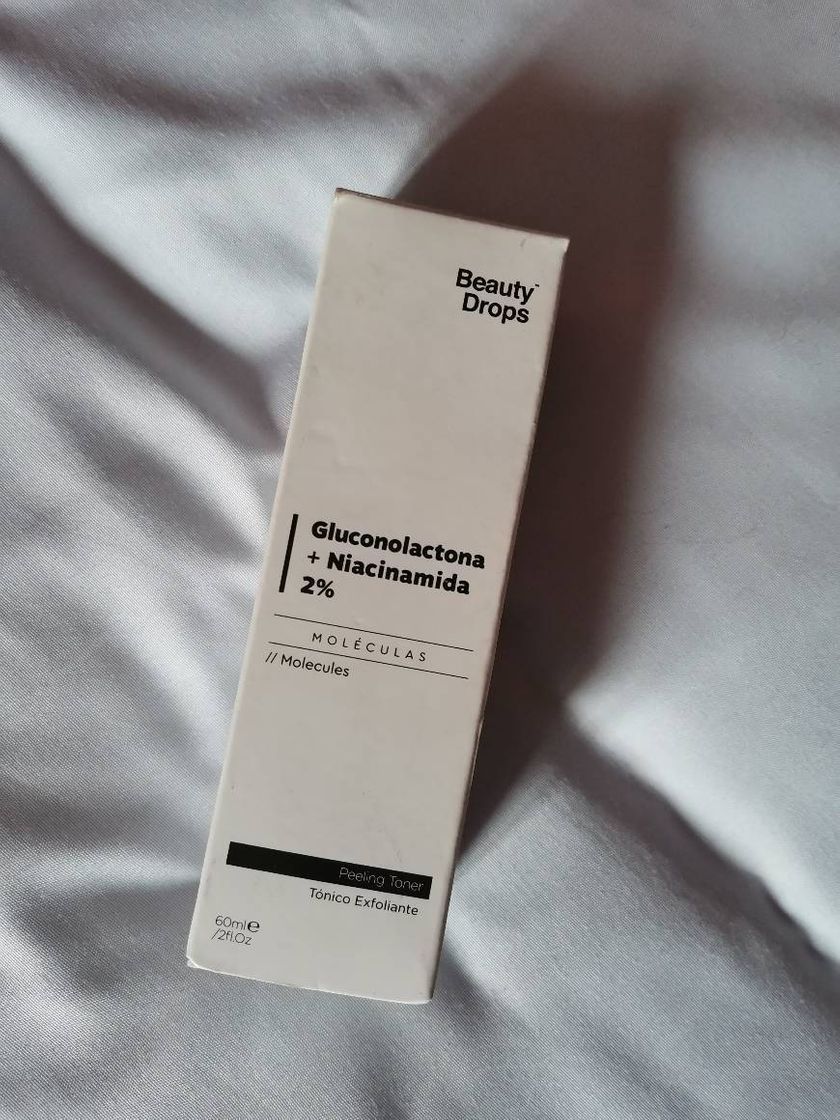 Beauty™
Drops
Gluconolactona
+ Niacinamida
2%
MOLÉCULAS
// Molecules
Peeling Toner
Tónico Exfoliante
60ml℮
/2fl.Oz